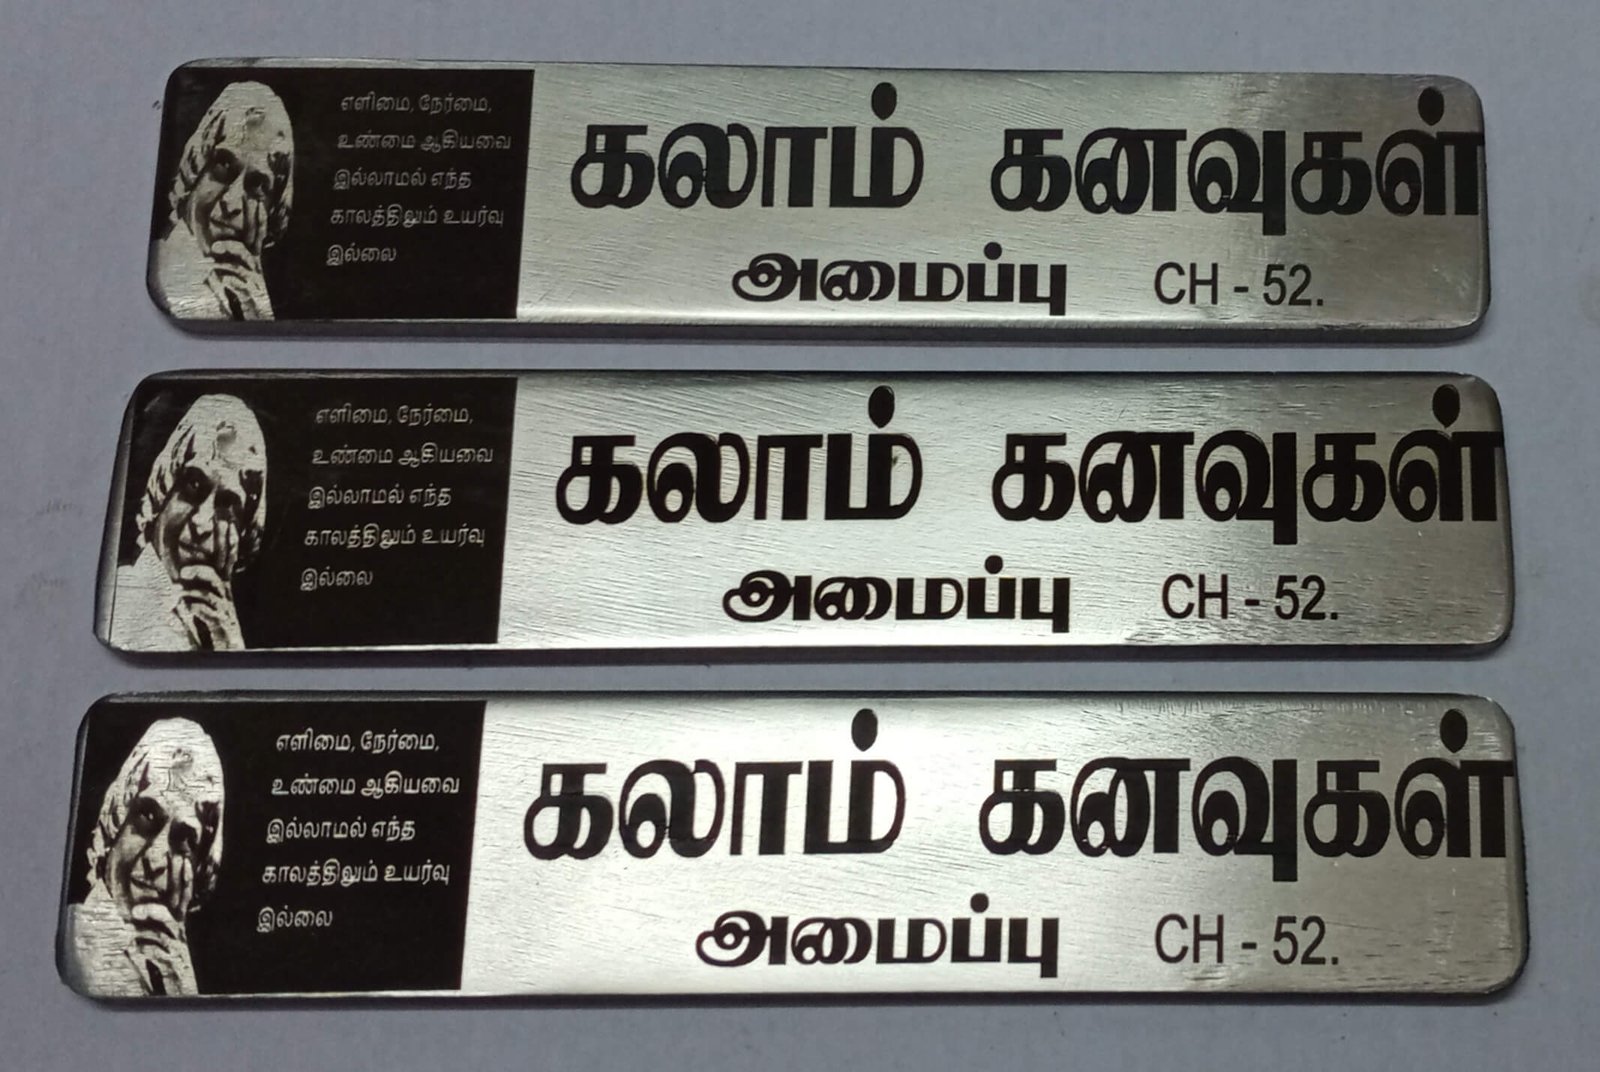 எளிமை, நேர்மை,
உண்மை ஆகியவை
இல்லாமல் எந்த
காலத்திலும் உயர்வு
இல்லை
கலாம் கனவுகள்
அமைப்பு CH - 52.
எளிமை, நேர்மை,
உண்மை ஆகியவை
இல்லாமல் எந்த
காலத்திலும் உயர்வு
இல்லை
கலாம் கனவுகள்
அமைப்பு CH - 52.
எளிமை, நேர்மை,
உண்மை ஆகியவை
இல்லாமல் எந்த
காலத்திலும் உயர்வு
இல்லை
கலாம் கனவுகள்
அமைப்பு CH - 52.